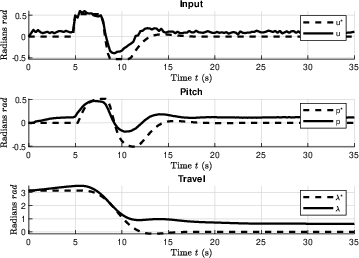 Input
Radians rad
0.5
0
-0.5
u*
u
0 5 10 15 20 25 30 35
Time t (s)
Pitch
Radians rad
0.5
0
-0.5
p*
p
0 5 10 15 20 25 30 35
Time t (s)
Travel
Radians rad
3
2
1
0
λ*
λ
0 5 10 15 20 25 30 35
Time t (s)